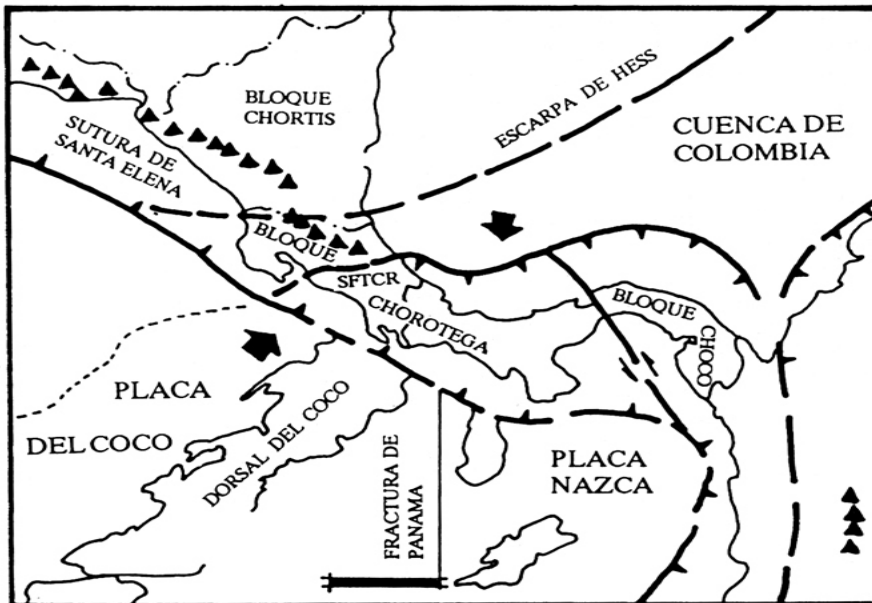 BLOQUE
CHORTIS
ESCARPA DE HESS
CUENCA DE
COLOMBIA
SUTURA DE
SANTA ELENA
BLOQUE
SFTCR
CHOROTEGA
BLOQUE
CHOCO
PLACA
DEL COCO
DORSAL DEL COCO
FRACTURA DE
PANAMA
PLACA
NAZCA